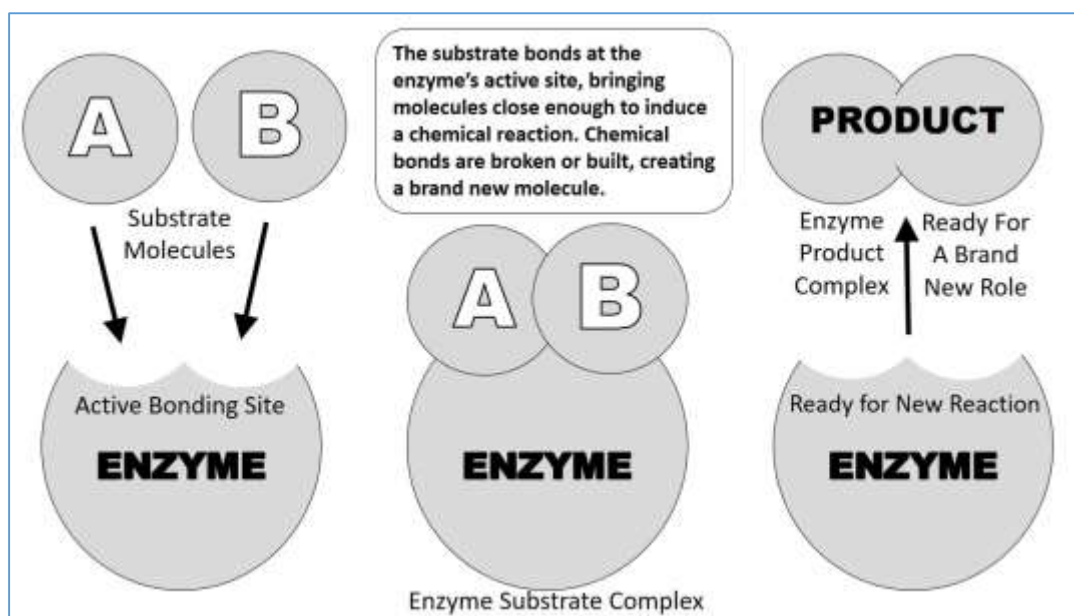 A
B
Substrate
Molecules
Active Bonding Site
ENZYME
The substrate bonds at the
enzyme's active site, bringing
molecules close enough to induce
a chemical reaction. Chemical
bonds are broken or built, creating
a brand new molecule.
A
B
ENZYME
Enzyme Substrate Complex
PRODUCT
Enzyme
Product
Complex
Ready For
A Brand
New Role
Ready for New Reaction
ENZYME